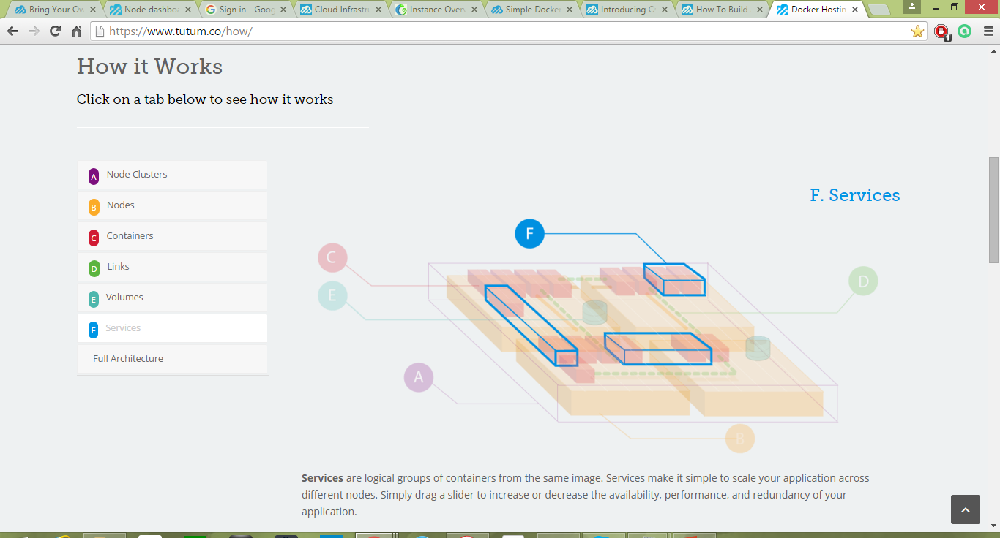 Bring Your Ow
Node dashboa
Sign in - Goog
Cloud Infrastru
Instance Over
Simple Docker
Introducing O
How To Build
Docker Hostin
https://www.tutum.co/how/
1
How it Works
Click on a tab below to see how it works
A Node Clusters
B Nodes
C Containers
D Links
E Volumes
F Services
Full Architecture
F. Services
F
C
D
E
A
B
Services are logical groups of containers from the same image. Services make it simple to scale your application across
different nodes. Simply drag a slider to increase or decrease the availability, performance, and redundancy of your
application.